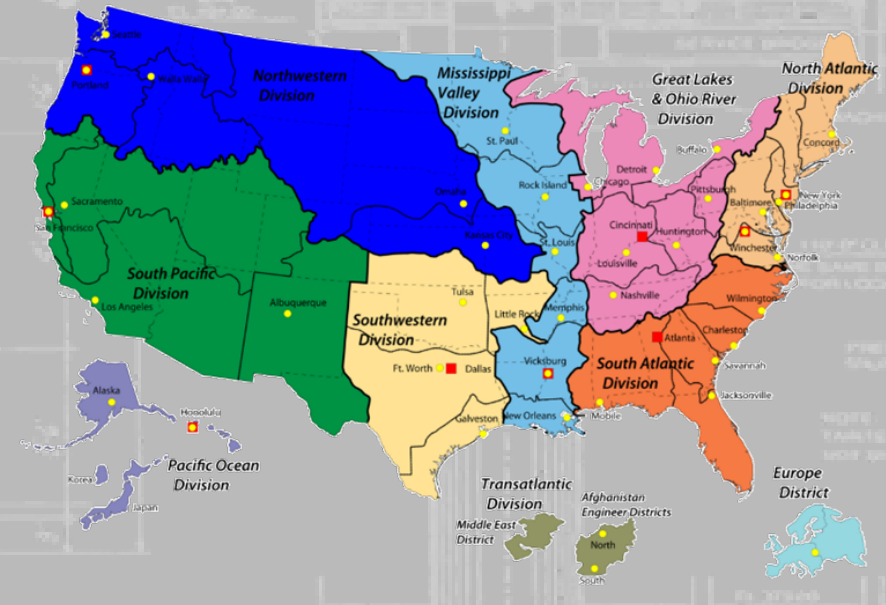 Seattle
Portland
Walla Walla
Northwestern
Division
Mississippi
Valley
Division
St. Paul
Great Lakes
& Ohio River
Division
North Atlantic
Division
Concord
Buffalo
Detroit
Chicago
Rock Island
Omaha
Pittsburgh
New York
Philadelphia
Baltimore
Sacramento
San Francisco
Kansas City
St. Louis
Cincinnati
Huntington
Louisville
Winchester
Norfolk
South Pacific
Division
Los Angeles
Albuquerque
Tulsa
Little Rock
Memphis
Nashville
Wilmington
Southwestern
Division
Charleston
Atlanta
Savannah
Ft. Worth
Dallas
Vicksburg
South Atlantic
Division
Jacksonville
Mobile
New Orleans
Galveston
Alaska
Honolulu
Korea
Japan
Pacific Ocean
Division
Transatlantic
Division
Middle East
District
Afghanistan
Engineer Districts
North
South
Europe
District